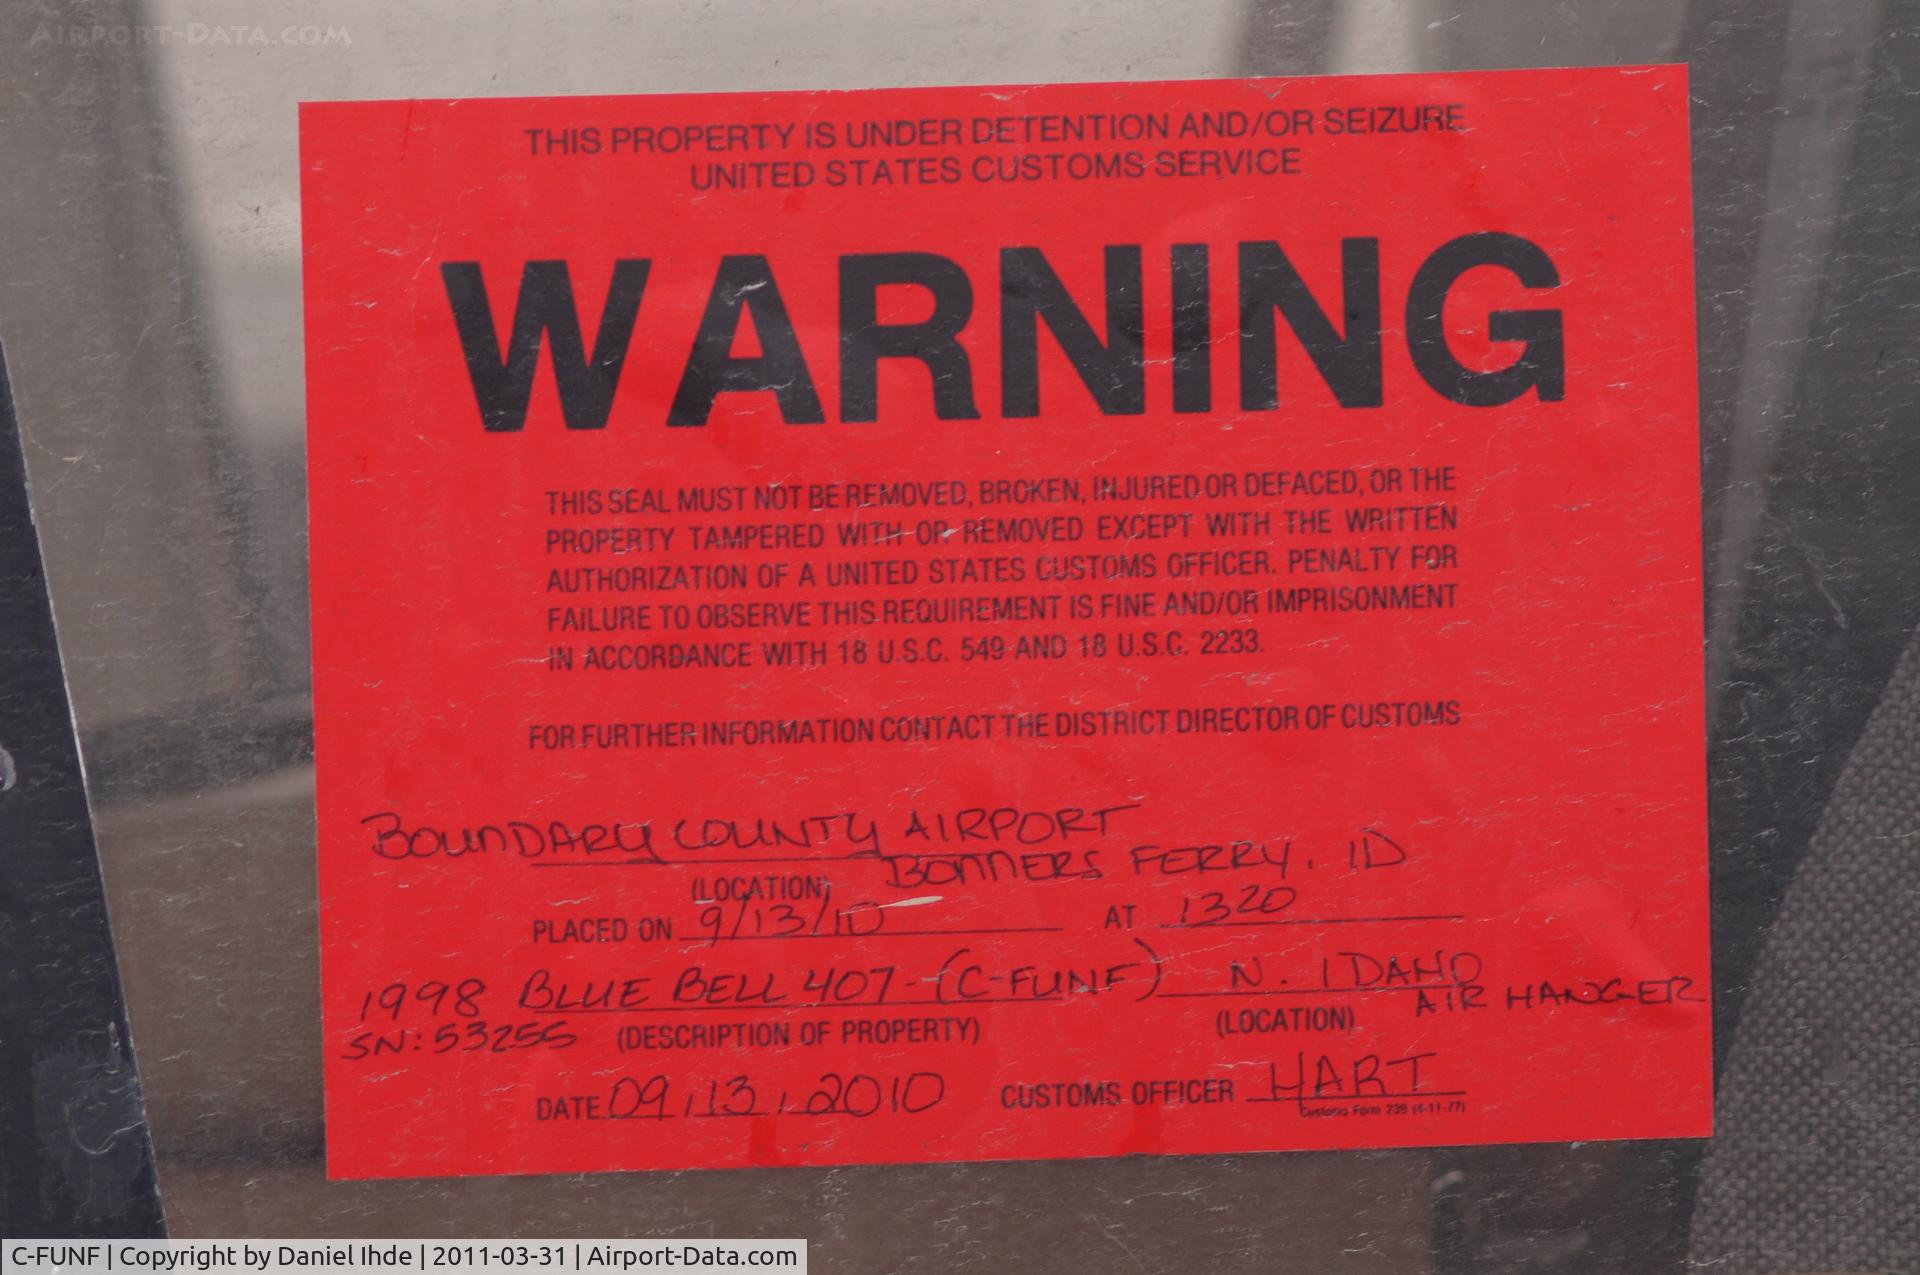 AIRPORT-DATA.COM
THIS PROPERTY IS UNDER DETENTION AND/OR SEIZURE
UNITED STATES CUSTOMS SERVICE
WARNING
THIS SEAL MUST NOT BE REMOVED, BROKEN, INJURED OR DEFACED, OR THE
PROPERTY TAMPERED WITH OR REMOVED EXCEPT WITH THE WRITTEN
AUTHORIZATION OF A UNITED STATES CUSTOMS OFFICER. PENALTY FOR
FAILURE TO OBSERVE THIS REQUIREMENT IS FINE AND/OR IMPRISONMENT
IN ACCORDANCE WITH 18 U.S.C. 549 AND 18 U.S.C. 2233.
FOR FURTHER INFORMATION CONTACT THE DISTRICT DIRECTOR OF CUSTOMS
BOUNDARY COUNTY AIRPORT
BONNERS FERRY, ID
(LOCATION)
PLACED ON 9/13/10 AT 1320
1998 BLUE BELL 407-(C-FUNF) N. IDAHO
AIR HANGER
SN: 53255 (DESCRIPTION OF PROPERTY) (LOCATION)
DATE 09,13,2010 CUSTOMS OFFICER HART
Customs Form 23B (4-11-77)
C-FUNF | Copyright by Daniel Ihde | 2011-03-31 | Airport-Data.com